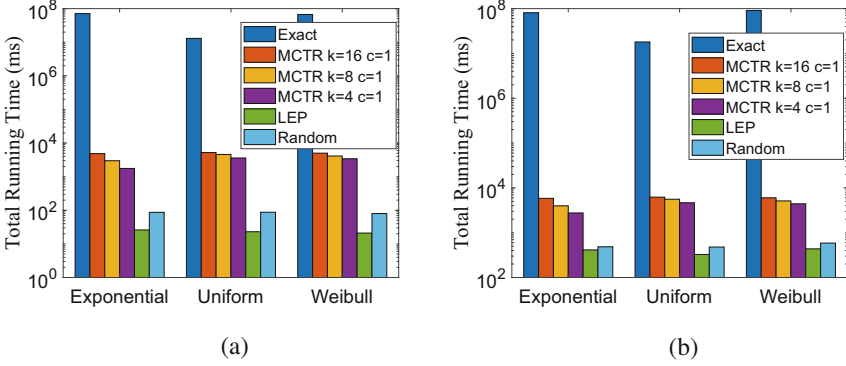 Total Running Time (ms)
10^8
10^6
10^4
10^2
10^0
Exact
MCTR k=16 c=1
MCTR k=8 c=1
MCTR k=4 c=1
LEP
Random
Exponential
Uniform
Weibull
(a)
Total Running Time (ms)
10^8
10^6
10^4
10^2
Exact
MCTR k=16 c=1
MCTR k=8 c=1
MCTR k=4 c=1
LEP
Random
Exponential
Uniform
Weibull
(b)